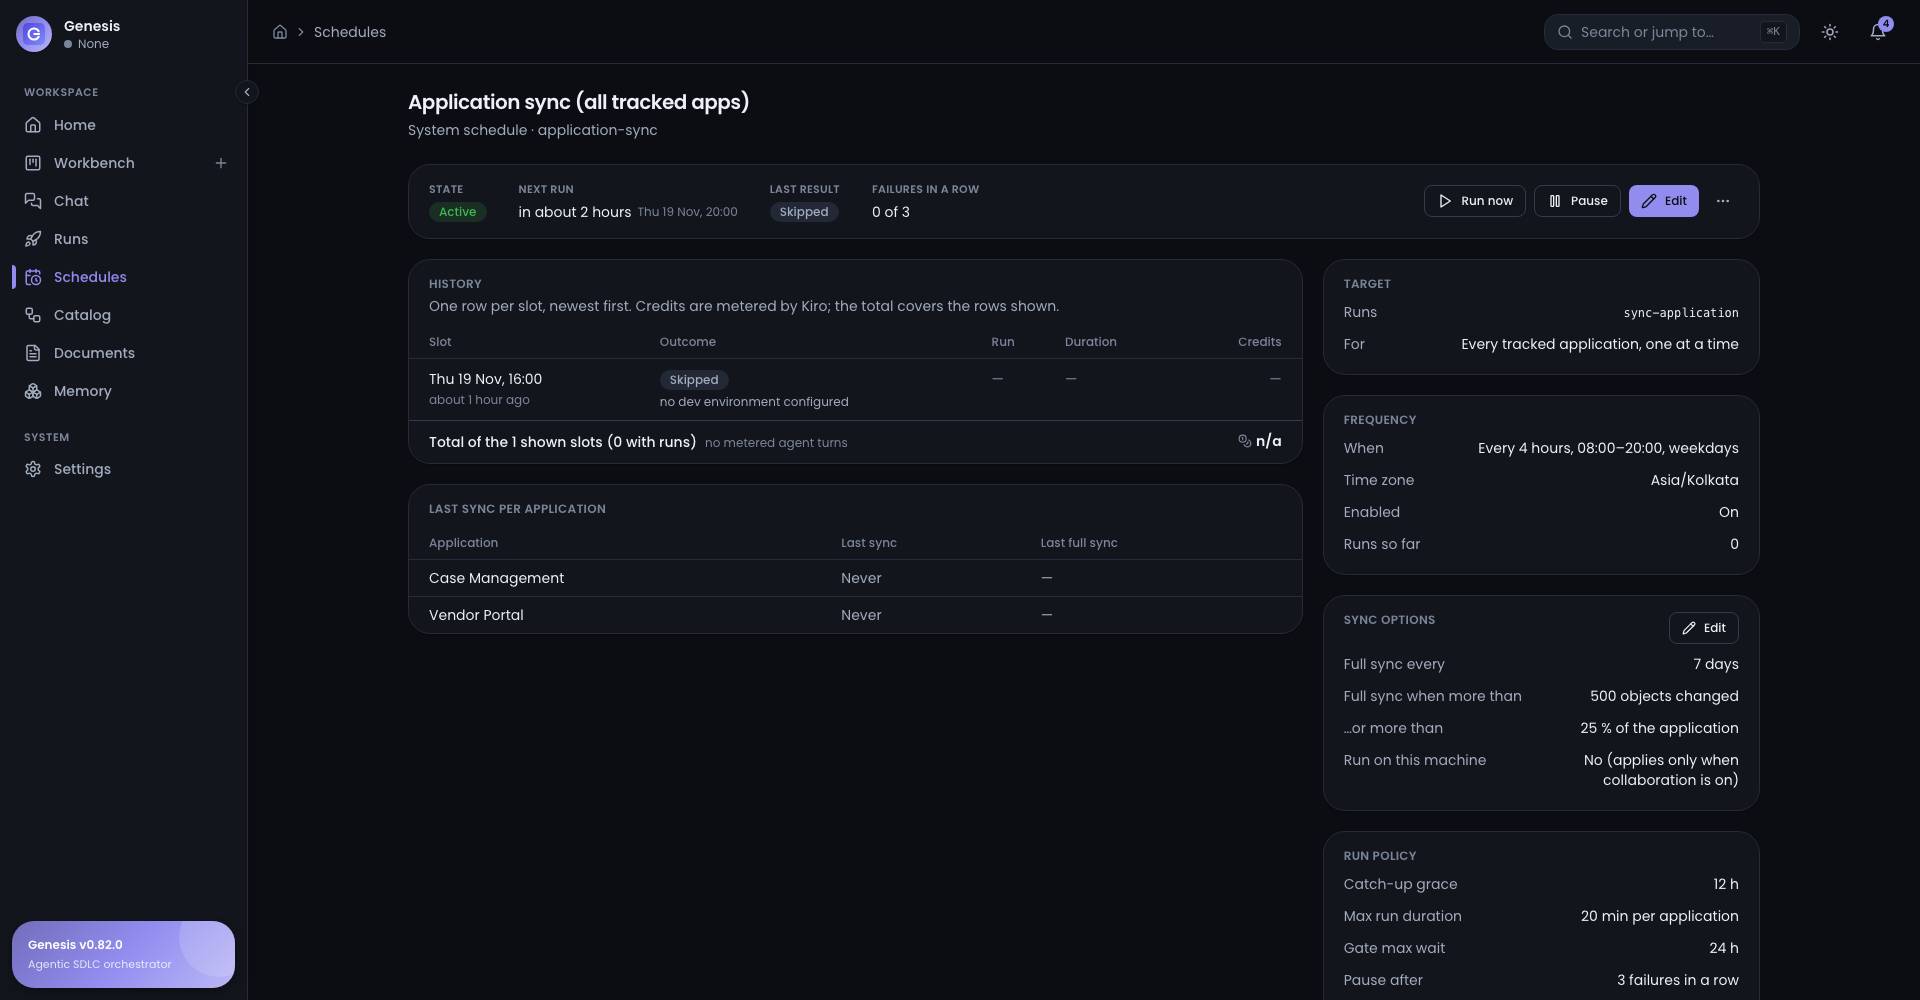 Genesis
None
WORKSPACE
Home
Workbench
Chat
Runs
Schedules
Catalog
Documents
Memory
SYSTEM
Settings
Genesis v0.82.0
Agentic SDLC orchestrator
Schedules
Search or jump to...
⌘K
4
Application sync (all tracked apps)
System schedule · application-sync
STATE
Active
NEXT RUN
in about 2 hours Thu 19 Nov, 20:00
LAST RESULT
Skipped
FAILURES IN A ROW
0 of 3
Run now
Pause
Edit
HISTORY
One row per slot, newest first. Credits are metered by Kiro; the total covers the rows shown.
Slot Outcome Run Duration Credits
Thu 19 Nov, 16:00 Skipped — — —
about 1 hour ago no dev environment configured
Total of the 1 shown slots (0 with runs) no metered agent turns n/a
LAST SYNC PER APPLICATION
Application Last sync Last full sync
Case Management Never —
Vendor Portal Never —
TARGET
Runs sync-application
For Every tracked application, one at a time
FREQUENCY
When Every 4 hours, 08:00–20:00, weekdays
Time zone Asia/Kolkata
Enabled On
Runs so far 0
SYNC OPTIONS
Edit
Full sync every 7 days
Full sync when more than 500 objects changed
…or more than 25 % of the application
Run on this machine No (applies only when
collaboration is on)
RUN POLICY
Catch-up grace 12 h
Max run duration 20 min per application
Gate max wait 24 h
Pause after 3 failures in a row